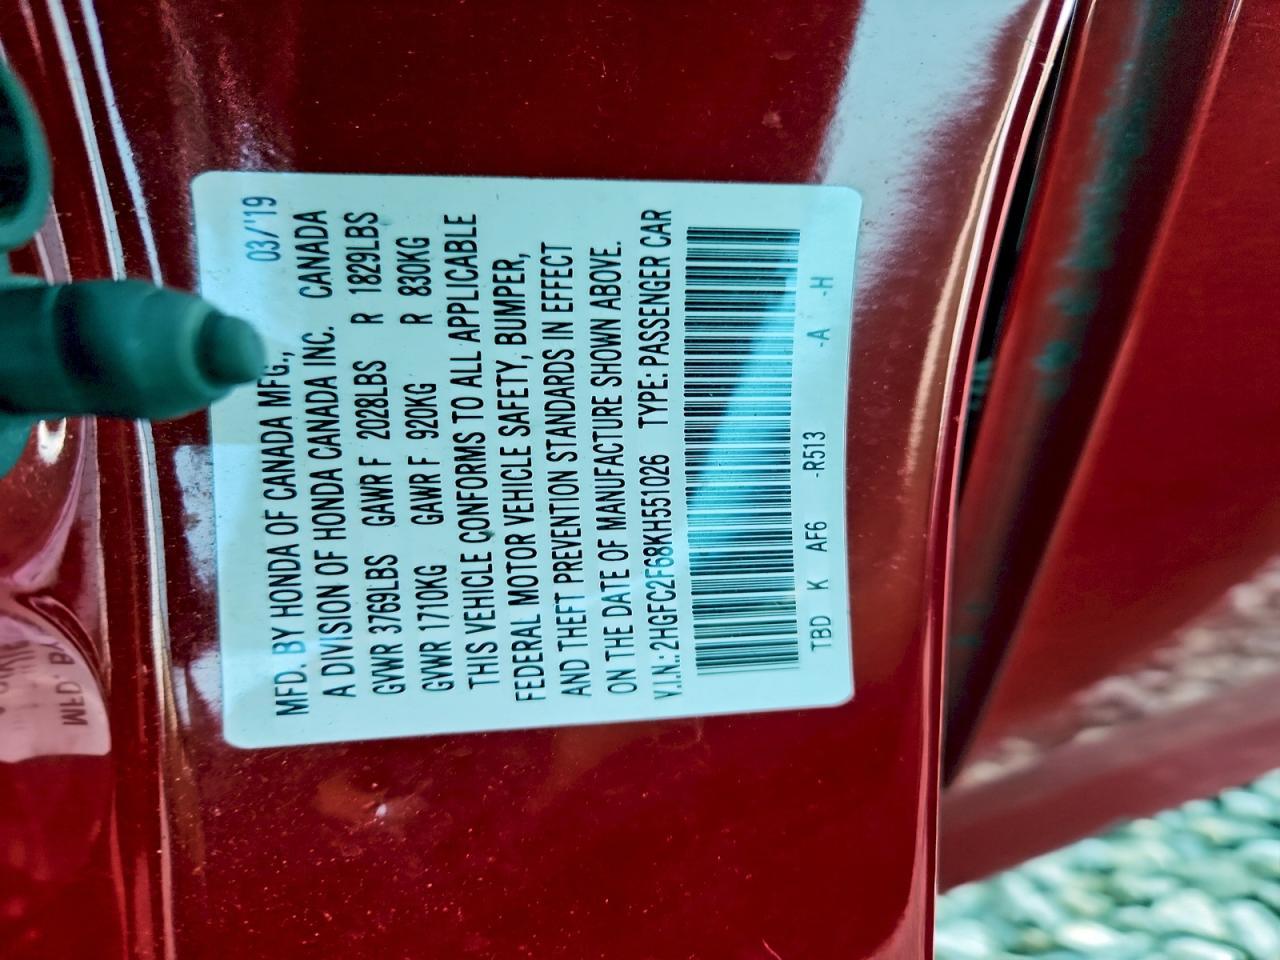 03/'19
MFD. BY HONDA OF CANADA MFG.,
A DIVISION OF HONDA CANADA INC. CANADA
GVWR 3769LBS GAWR F 2028LBS R 1829LBS
GVWR 1710KG GAWR F 920KG R 830KG
THIS VEHICLE CONFORMS TO ALL APPLICABLE
FEDERAL MOTOR VEHICLE SAFETY, BUMPER,
AND THEFT PREVENTION STANDARDS IN EFFECT
ON THE DATE OF MANUFACTURE SHOWN ABOVE.
V.I.N.: 2HGFC2F68KH551026 TYPE: PASSENGER CAR
TBD K AF6 -R513 -A -H